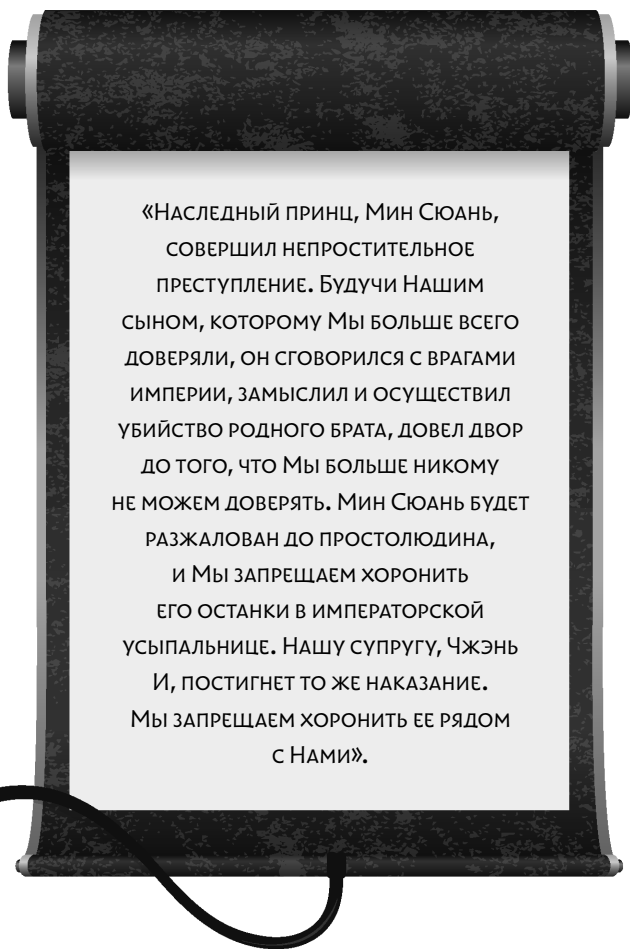 «Наследный принц, Мин Сюань,
совершил непростительное
преступление. Будучи Нашим
сыном, которому Мы больше всего
доверяли, он сговорился с врагами
империи, замыслил и осуществил
убийство родного брата, довел двор
до того, что Мы больше никому
не можем доверять. Мин Сюань будет
разжалован до простолюдина,
и Мы запрещаем хоронить
его останки в императорской
усыпальнице. Нашу супругу, Чжэнь
И, постигнет то же наказание.
Мы запрещаем хоронить ее рядом
с Нами».